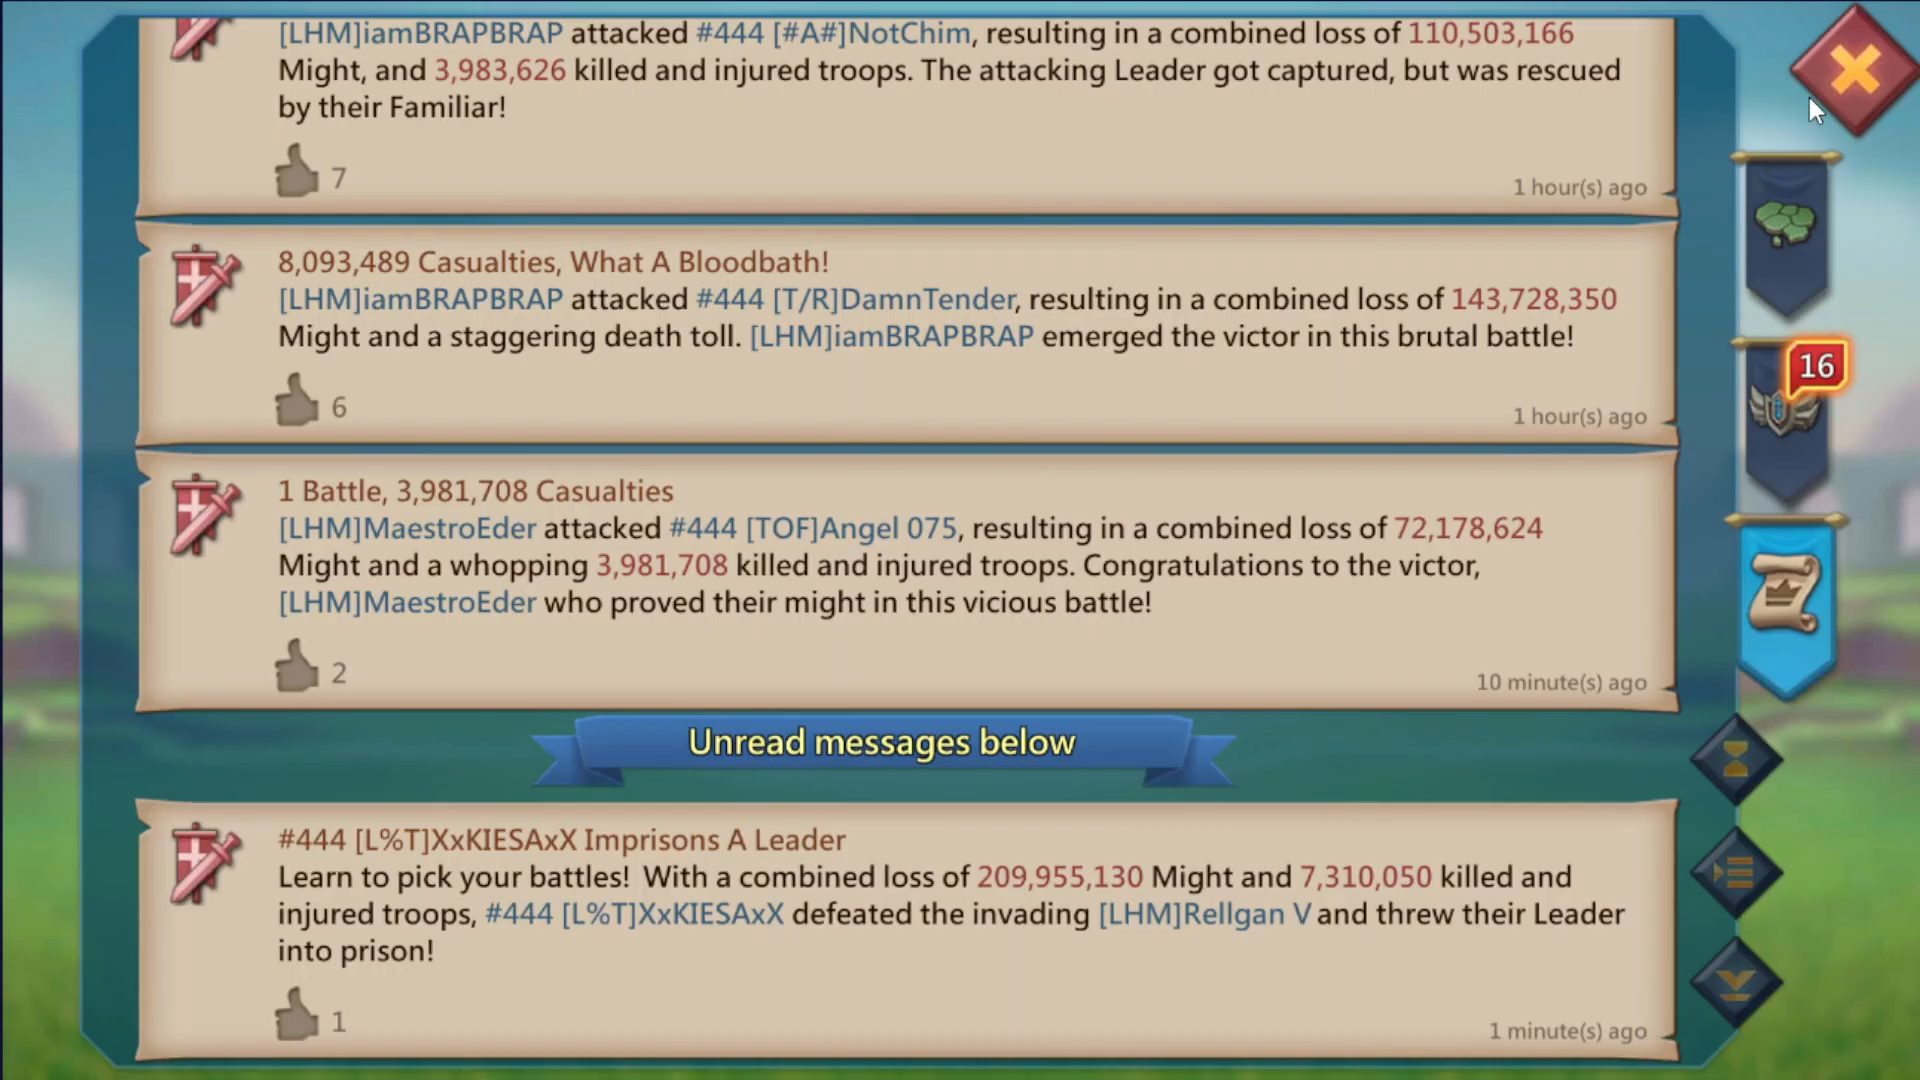 [LHM]iamBRAPBRAP attacked #444 [#A#]NotChim, resulting in a combined loss of 110,503,166
Might, and 3,983,626 killed and injured troops. The attacking Leader got captured, but was rescued
by their Familiar!
7
1 hour(s) ago
8,093,489 Casualties, What A Bloodbath!
[LHM]iamBRAPBRAP attacked #444 [T/R]DamnTender, resulting in a combined loss of 143,728,350
Might and a staggering death toll. [LHM]iamBRAPBRAP emerged the victor in this brutal battle!
16
6
1 hour(s) ago
1 Battle, 3,981,708 Casualties
[LHM]MaestroEder attacked #444 [TOF]Angel 075, resulting in a combined loss of 72,178,624
Might and a whopping 3,981,708 killed and injured troops. Congratulations to the victor,
[LHM]MaestroEder who proved their might in this vicious battle!
2
10 minute(s) ago
Unread messages below
#444 [L%T]XxKIESAxX Imprisons A Leader
Learn to pick your battles! With a combined loss of 209,955,130 Might and 7,310,050 killed and
injured troops, #444 [L%T]XxKIESAxX defeated the invading [LHM]Rellgan V and threw their Leader
into prison!
1
1 minute(s) ago